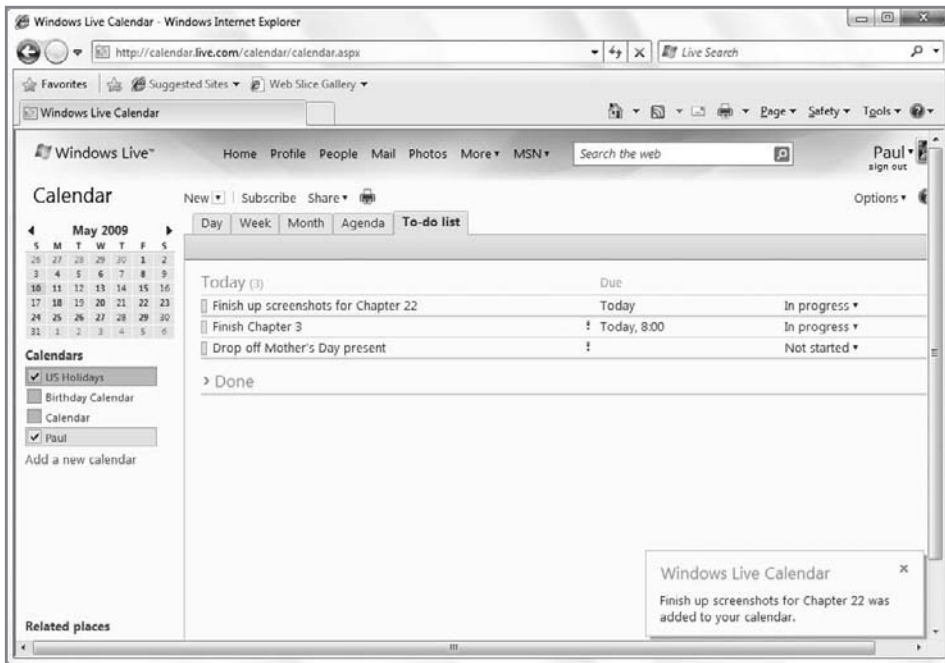 Windows Live Calendar - Windows Internet Explorer
http://calendar.live.com/calendar/calendar.aspx
Live Search
Favorites Suggested Sites Web Slice Gallery
Windows Live Calendar
Page Safety Tools
Windows Live™
Home Profile People Mail Photos More MSN
Search the web
Paul
sign out
Calendar
New Subscribe Share
Options
Day Week Month Agenda To-do list
May 2009
S M T W T F S
26 27 28 29 30 1 2
3 4 5 6 7 8 9
10 11 12 13 14 15 16
17 18 19 20 21 22 23
24 25 26 27 28 29 30
31 1 2 3 4 5 6
Calendars
US Holidays
Birthday Calendar
Calendar
Paul
Add a new calendar
Related places
Today (3) Due
Finish up screenshots for Chapter 22 Today In progress
Finish Chapter 3 ! Today, 8:00 In progress
Drop off Mother's Day present ! Not started
Done
Windows Live Calendar
Finish up screenshots for Chapter 22 was
added to your calendar.